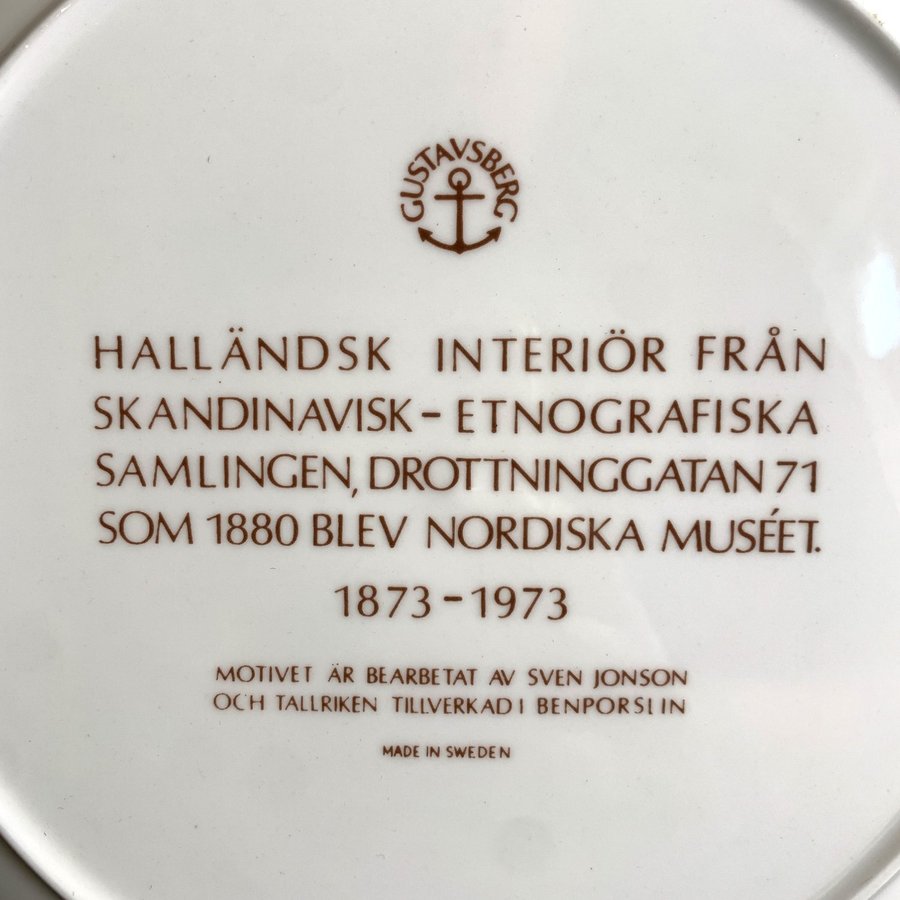 GUSTAVSBERG
HALLÄNDSK INTERIÖR FRÅN
SKANDINAVISK-ETNOGRAFISKA
SAMLINGEN, DROTTNINGGATAN 71
SOM 1880 BLEV NORDISKA MUSÉET.
1873-1973
MOTIVET ÄR BEARBETAT AV SVEN JONSON
OCH TALLRIKEN TILLVERKAD I BENPORSLIN
MADE IN SWEDEN